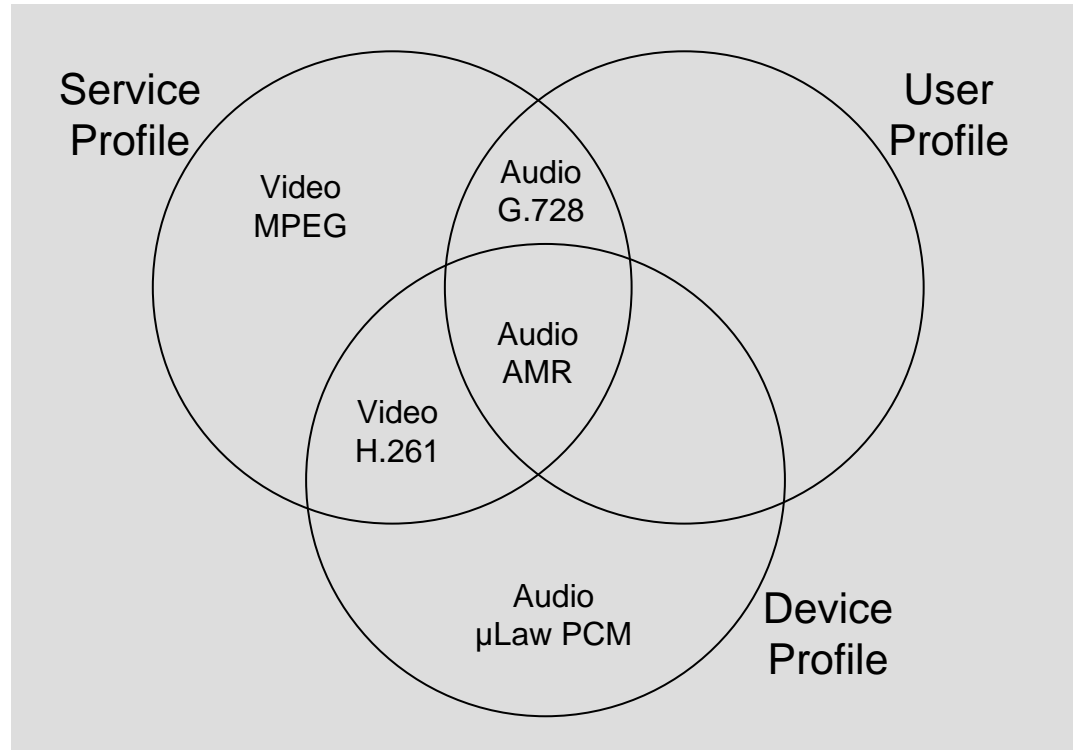 Service
Profile
User
Profile
Video
MPEG
Audio
G.728
Audio
AMR
Video
H.261
Audio
µLaw PCM
Device
Profile